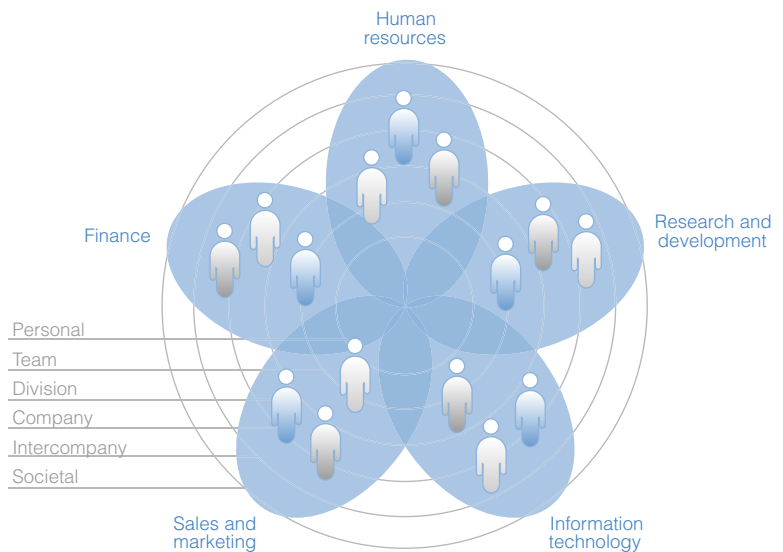 Human
resources
Finance
Research and
development
Personal
Team
Division
Company
Intercompany
Societal
Sales and
marketing
Information
technology